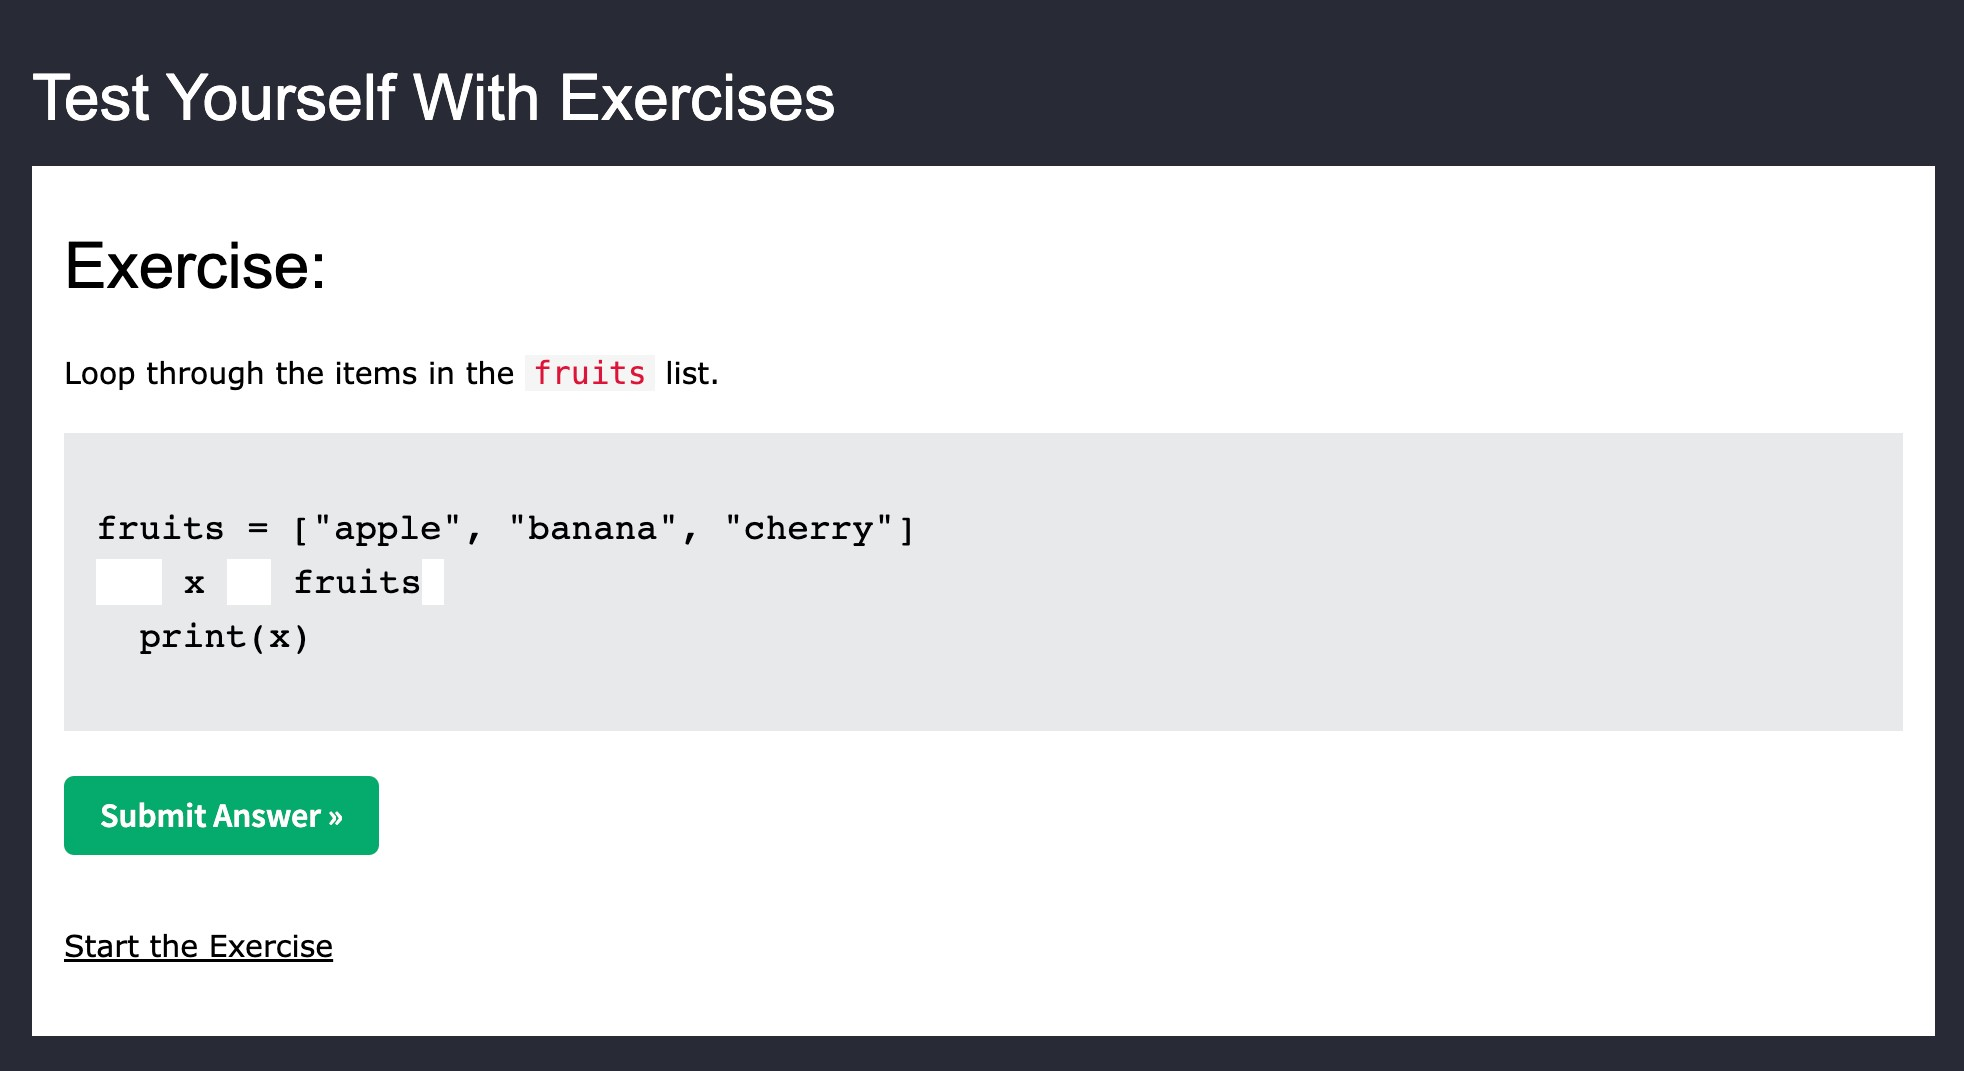 Test Yourself With Exercises
Exercise:
Loop through the items in the fruits list.
fruits = ["apple", "banana", "cherry"]
x fruits
print(x)
Submit Answer »
Start the Exercise